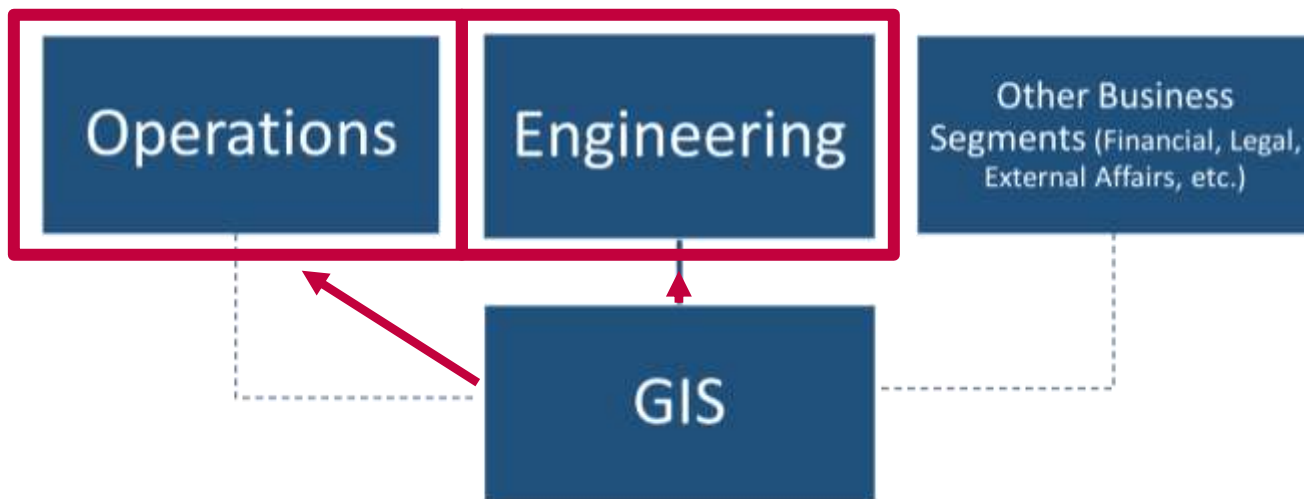 Operations
Engineering
Other Business
Segments (Financial, Legal,
External Affairs, etc.)
GIS